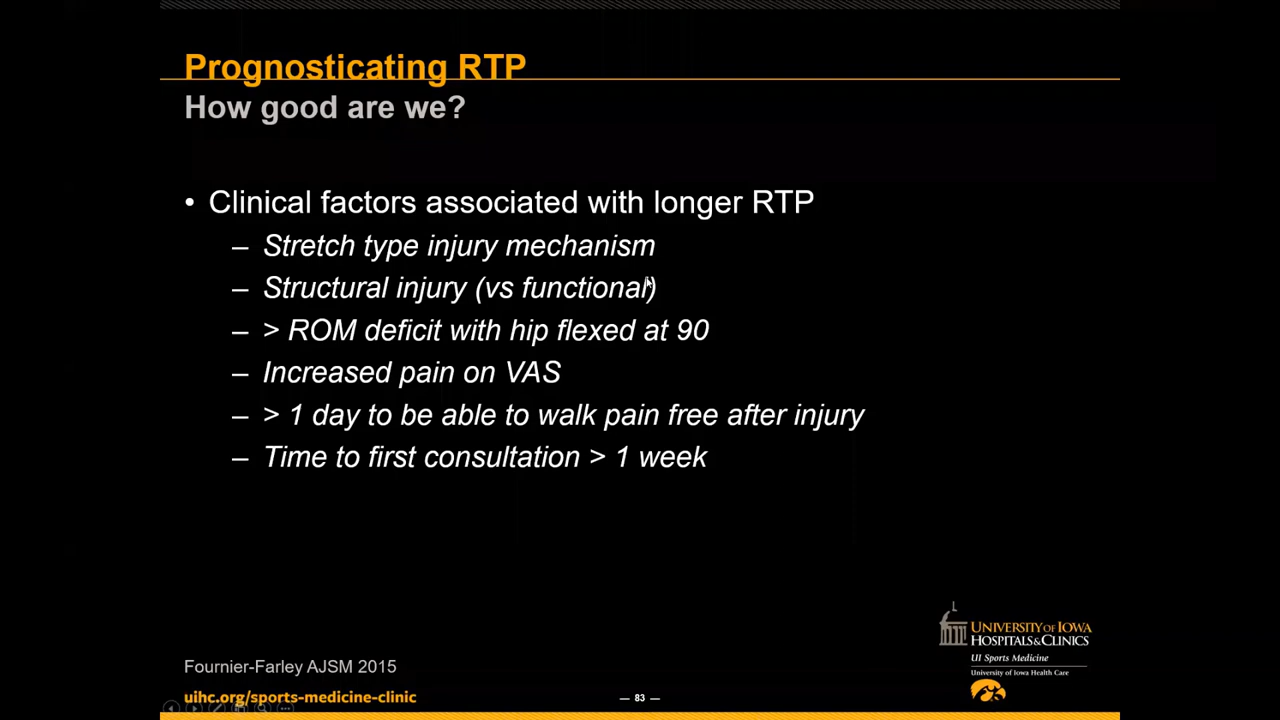 Prognosticating RTP
How good are we?
• Clinical factors associated with longer RTP
– Stretch type injury mechanism
– Structural injury (vs functional)
– > ROM deficit with hip flexed at 90
– Increased pain on VAS
– > 1 day to be able to walk pain free after injury
– Time to first consultation > 1 week
UNIVERSITY OF IOWA
HOSPITALS & CLINICS
UI Sports Medicine
University of Iowa Health Care
Fournier-Farley AJSM 2015
uihc.org/sports-medicine-clinic
— 83 —